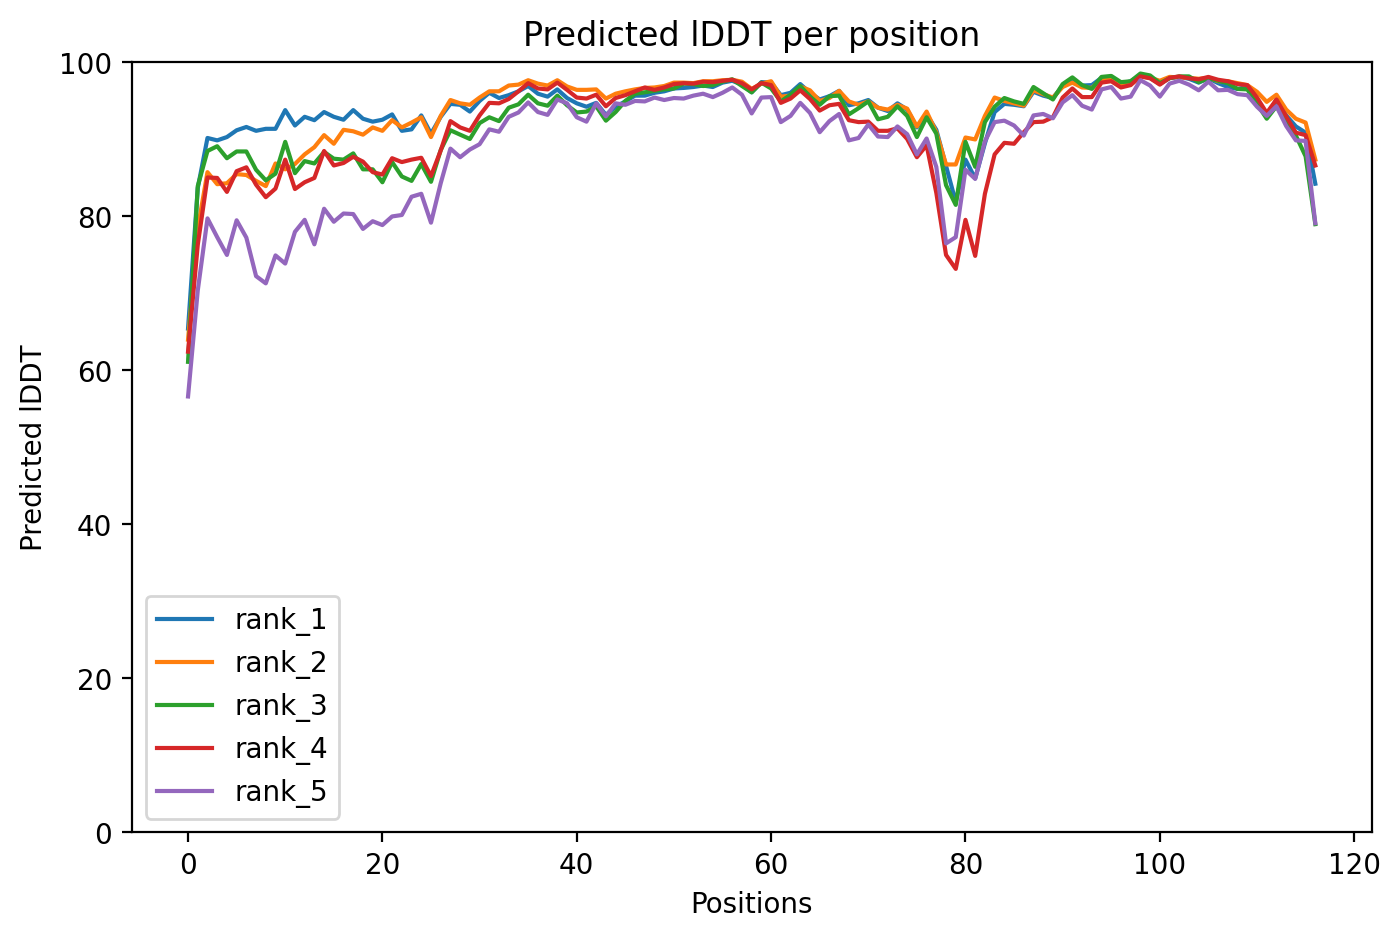 Predicted lDDT per position
100
80
60
40
20
0
Predicted lDDT
rank_1
rank_2
rank_3
rank_4
rank_5
0 20 40 60 80 100 120
Positions